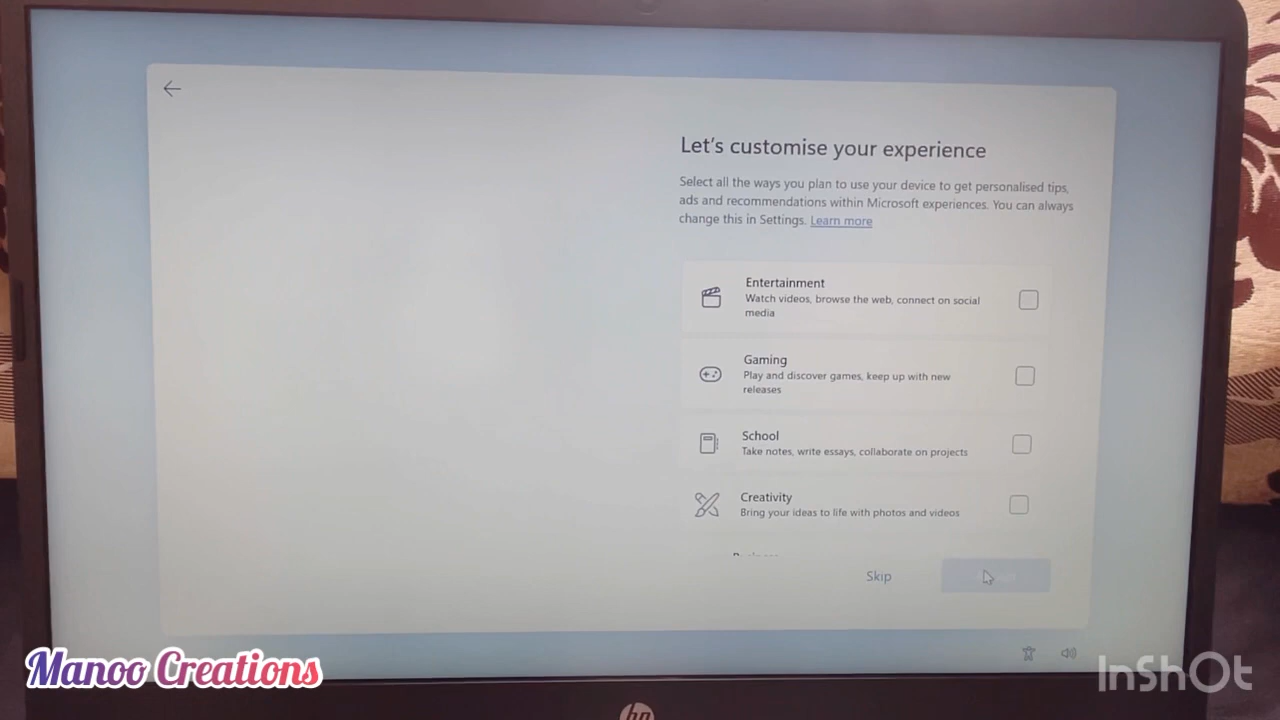 Let's customise your experience
Select all the ways you plan to use your device to get personalised tips,
ads and recommendations within Microsoft experiences. You can always
change this in Settings. Learn more
Entertainment
Watch videos, browse the web, connect on social
media
Gaming
Play and discover games, keep up with new
releases
School
Take notes, write essays, collaborate on projects
Creativity
Bring your ideas to life with photos and videos
Skip
Manoo Creations
InShOt
hp